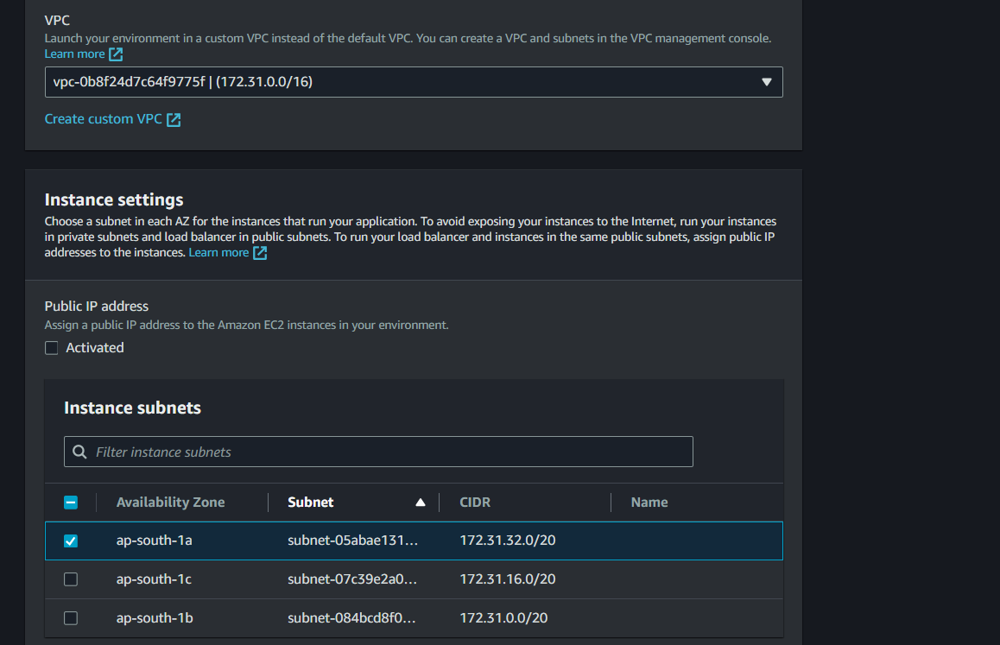 VPC
Launch your environment in a custom VPC instead of the default VPC. You can create a VPC and subnets in the VPC management console.
Learn more
vpc-0b8f24d7c64f9775f | (172.31.0.0/16)
Create custom VPC
Instance settings
Choose a subnet in each AZ for the instances that run your application. To avoid exposing your instances to the Internet, run your instances
in private subnets and load balancer in public subnets. To run your load balancer and instances in the same public subnets, assign public IP
addresses to the instances. Learn more
Public IP address
Assign a public IP address to the Amazon EC2 instances in your environment.
Activated
Instance subnets
Filter instance subnets
Availability Zone Subnet CIDR Name
ap-south-1a subnet-05abae131... 172.31.32.0/20
ap-south-1c subnet-07c39e2a0... 172.31.16.0/20
ap-south-1b subnet-084bcd8f0... 172.31.0.0/20